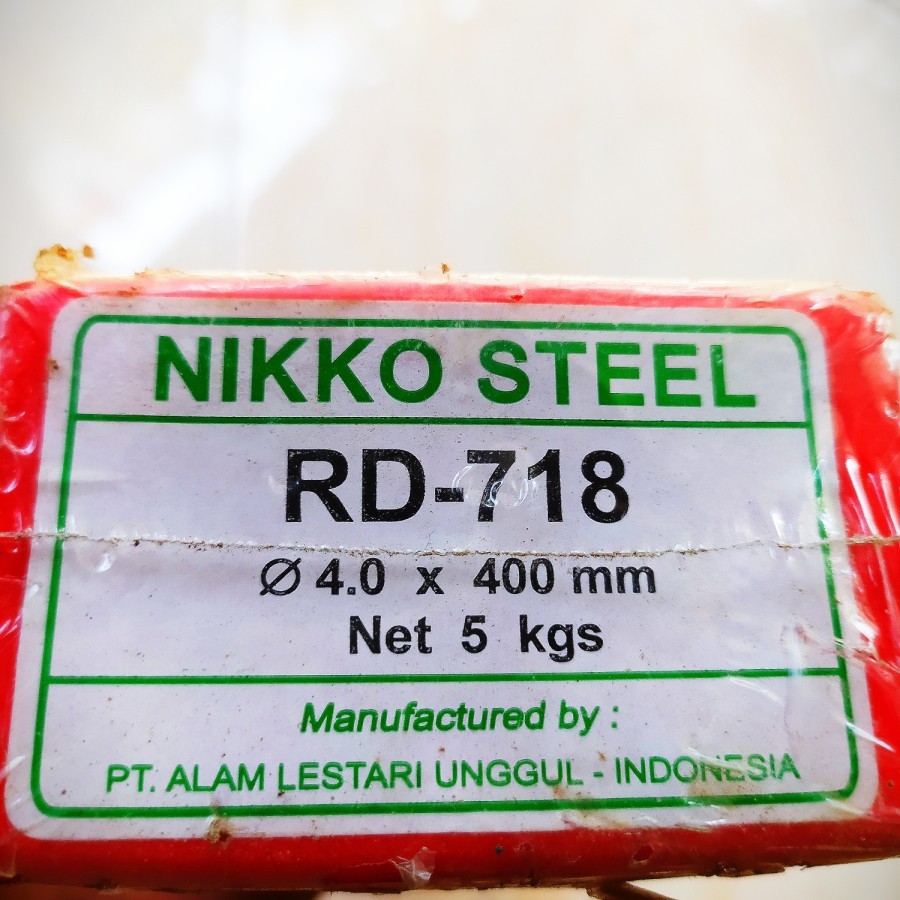 NIKKO STEEL
RD-718
Ø 4.0 x 400 mm
Net 5 kgs
Manufactured by :
PT. ALAM LESTARI UNGGUL - INDONESIA